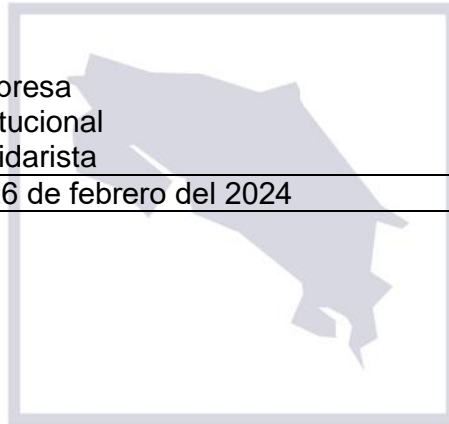 presa
tucional
idarista
6 de febrero del 2024